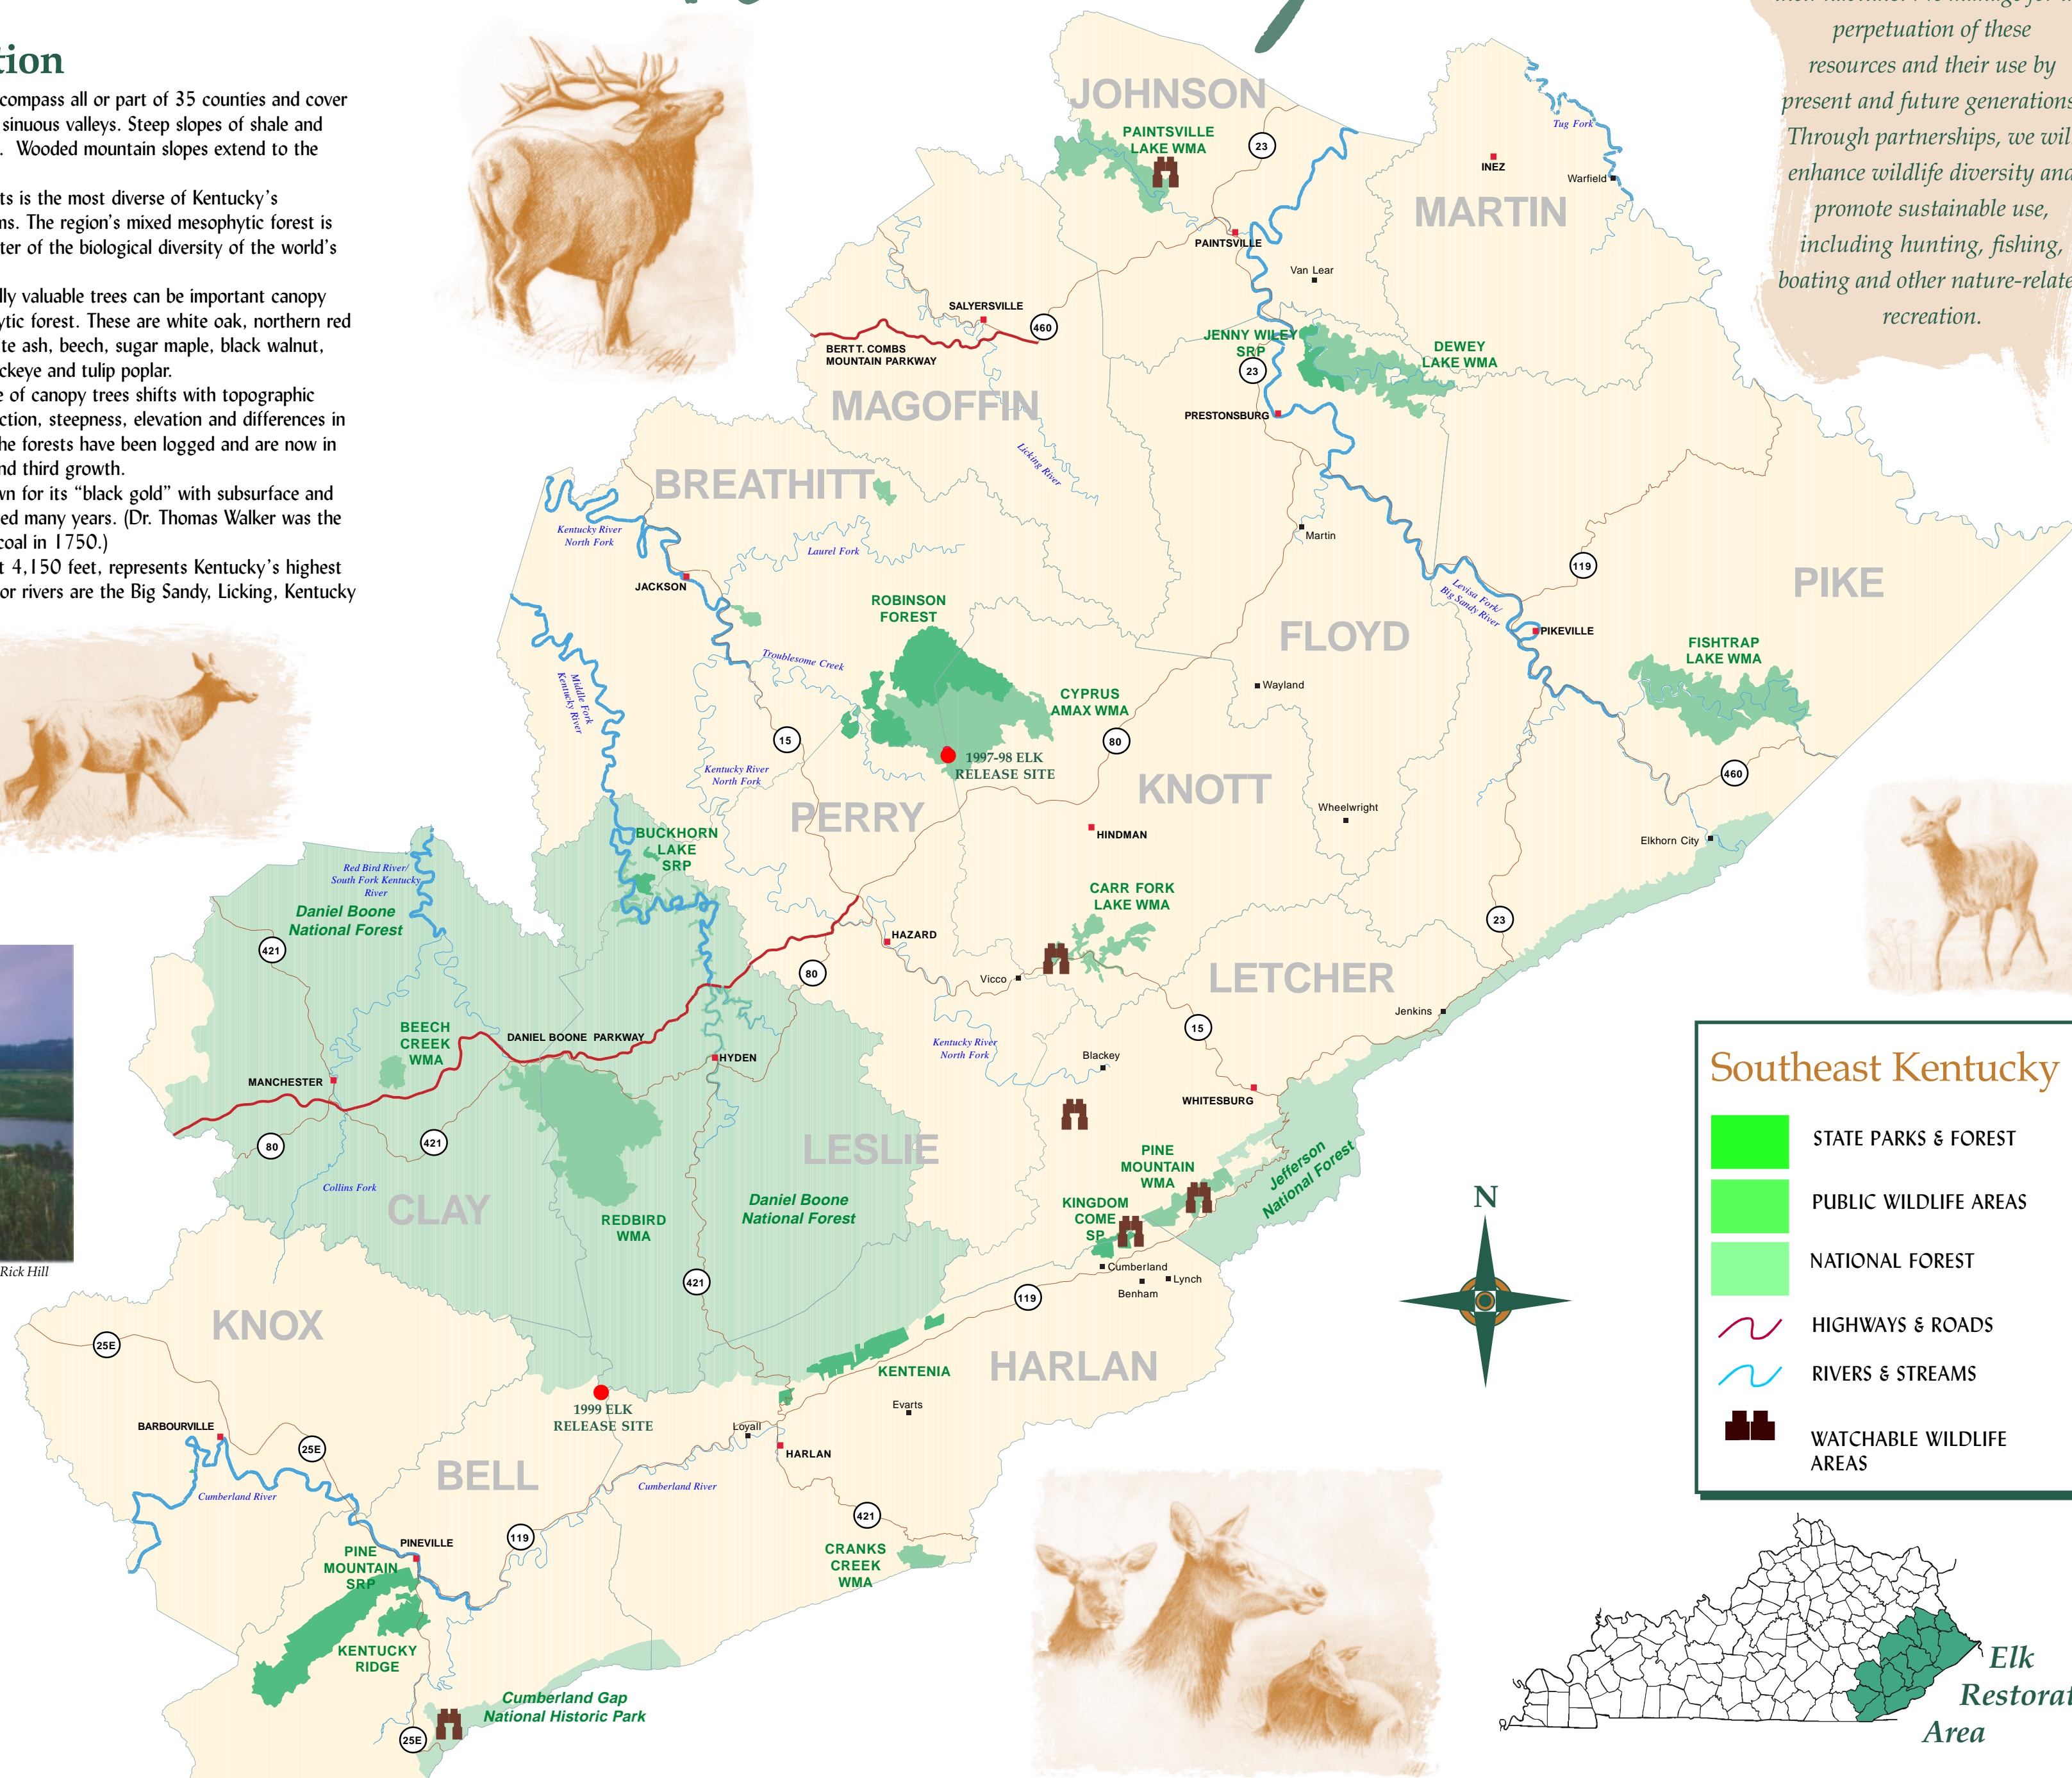 tion
compass all or part of 35 counties and cover
sinuous valleys. Steep slopes of shale and
. Wooded mountain slopes extend to the
ts is the most diverse of Kentucky's
ns. The region's mixed mesophytic forest is
ter of the biological diversity of the world's
lly valuable trees can be important canopy
ytic forest. These are white oak, northern red
te ash, beech, sugar maple, black walnut,
ckeye and tulip poplar.
e of canopy trees shifts with topographic
ction, steepness, elevation and differences in
he forests have been logged and are now in
nd third growth.
wn for its “black gold” with subsurface and
ed many years. (Dr. Thomas Walker was the
coal in 1750.)
t 4,150 feet, represents Kentucky's highest
or rivers are the Big Sandy, Licking, Kentucky
Rick Hill
perpetuation of these
resources and their use by
present and future generations
Through partnerships, we wil
enhance wildlife diversity and
promote sustainable use,
including hunting, fishing,
boating and other nature-relate
recreation.
JOHNSON
PAINTSVILLE
LAKE WMA
23
Tug Fork
INEZ
Warfield
MARTIN
PAINTSVILLE
Van Lear
SALYERSVILLE
460
BERT T. COMBS
MOUNTAIN PARKWAY
JENNY WILEY
SRP
23
DEWEY
LAKE WMA
MAGOFFIN
PRESTONSBURG
Licking River
BREATHITT
Kentucky River
North Fork
Laurel Fork
Martin
JACKSON
119
PIKE
Levisa Fork/
Big Sandy River
ROBINSON
FOREST
FLOYD
PIKEVILLE
FISHTRAP
LAKE WMA
Troublesome Creek
Middle Fork
Kentucky River
CYPRUS
AMAX WMA
Wayland
15
80
1997-98 ELK
RELEASE SITE
Kentucky River
North Fork
460
KNOTT
PERRY
Wheelwright
HINDMAN
Elkhorn City
BUCKHORN
LAKE
SRP
Red Bird River/
South Fork Kentucky
River
CARR FORK
LAKE WMA
Daniel Boone
National Forest
23
421
HAZARD
80
Vicco
LETCHER
Jenkins
BEECH
CREEK
WMA
DANIEL BOONE PARKWAY
15
Kentucky River
North Fork
HYDEN
Blackey
MANCHESTER
WHITESBURG
80
421
LESLIE
PINE
MOUNTAIN
WMA
Jefferson
National Forest
Collins Fork
CLAY
Daniel Boone
National Forest
REDBIRD
WMA
KINGDOM
COME
SP
Cumberland
Lynch
Benham
421
119
KNOX
25E
KENTENIA
HARLAN
1999 ELK
RELEASE SITE
Evarts
BARBOURVILLE
Loyall
25E
HARLAN
BELL
Cumberland River
Cumberland River
421
119
PINEVILLE
PINE
MOUNTAIN
SRP
CRANKS
CREEK
WMA
KENTUCKY
RIDGE
Cumberland Gap
National Historic Park
25E
N
Southeast Kentucky
STATE PARKS & FOREST
PUBLIC WILDLIFE AREAS
NATIONAL FOREST
HIGHWAYS & ROADS
RIVERS & STREAMS
WATCHABLE WILDLIFE
AREAS
Elk
Restorat
Area